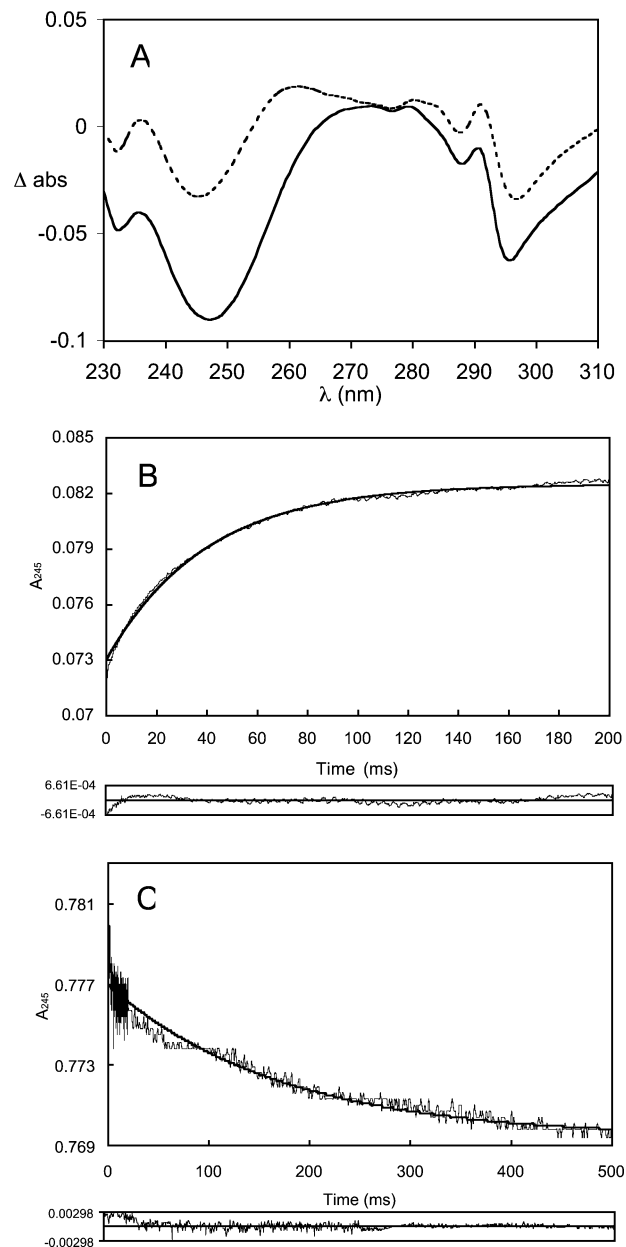 A
0.05
0
Δ abs
-0.05
-0.1
230 240 250 260 270 280 290 300 310
λ (nm)
B
0.085
0.082
0.079
A245
0.076
0.073
0.07
0 20 40 60 80 100 120 140 160 180 200
Time (ms)
6.61E-04
-6.61E-04
C
0.781
0.777
A245
0.773
0.769
0 100 200 300 400 500
Time (ms)
0.00298
-0.00298